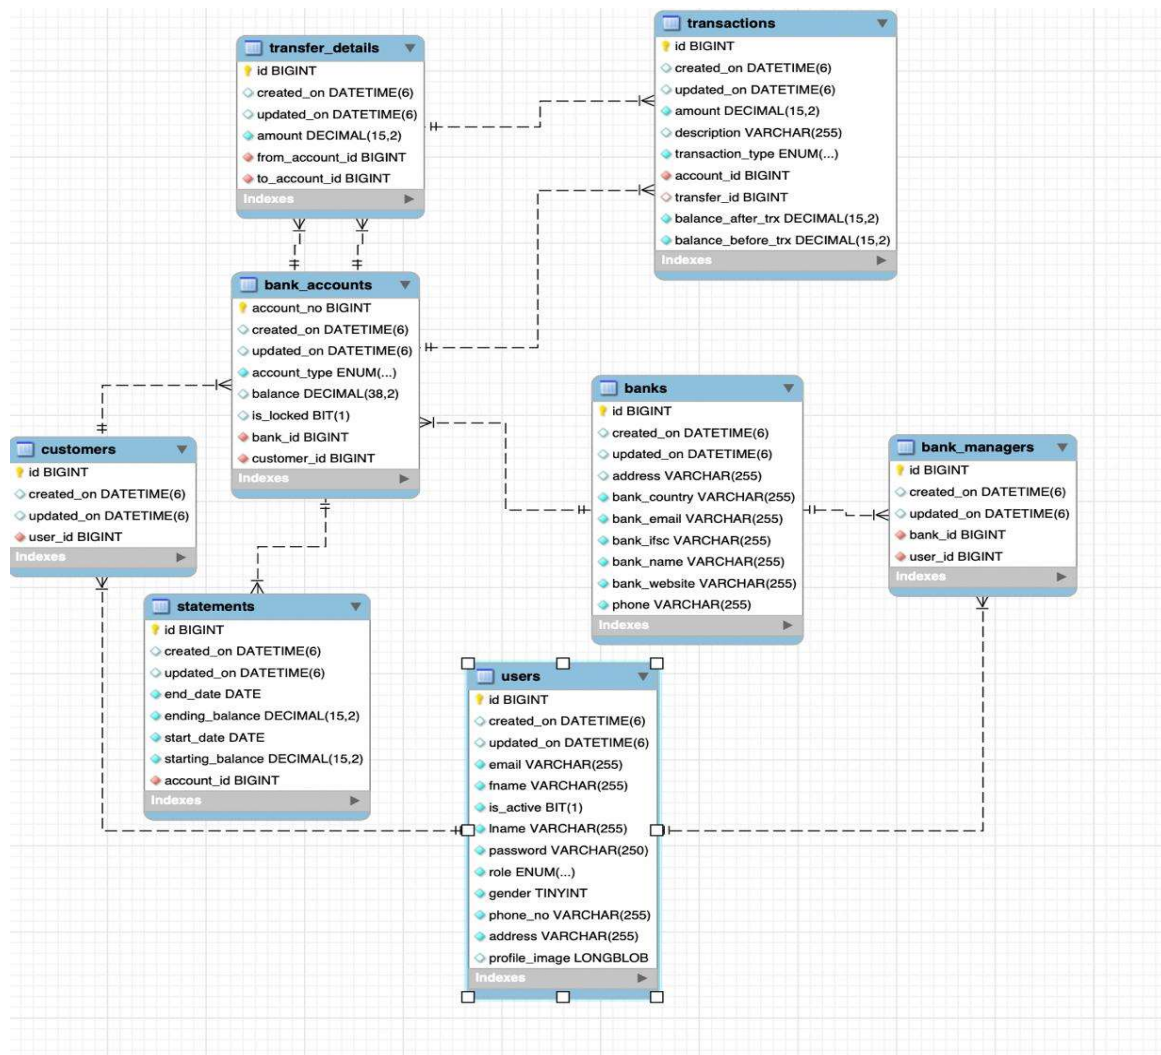 transfer_details
id BIGINT
created_on DATETIME(6)
updated_on DATETIME(6)
amount DECIMAL(15,2)
from_account_id BIGINT
to_account_id BIGINT
Indexes
transactions
id BIGINT
created_on DATETIME(6)
updated_on DATETIME(6)
amount DECIMAL(15,2)
description VARCHAR(255)
transaction_type ENUM(...)
account_id BIGINT
transfer_id BIGINT
balance_after_trx DECIMAL(15,2)
balance_before_trx DECIMAL(15,2)
Indexes
bank_accounts
account_no BIGINT
created_on DATETIME(6)
updated_on DATETIME(6)
account_type ENUM(...)
balance DECIMAL(38,2)
is_locked BIT(1)
bank_id BIGINT
customer_id BIGINT
Indexes
banks
id BIGINT
created_on DATETIME(6)
updated_on DATETIME(6)
address VARCHAR(255)
bank_country VARCHAR(255)
bank_email VARCHAR(255)
bank_ifsc VARCHAR(255)
bank_name VARCHAR(255)
bank_website VARCHAR(255)
phone VARCHAR(255)
Indexes
bank_managers
id BIGINT
created_on DATETIME(6)
updated_on DATETIME(6)
bank_id BIGINT
user_id BIGINT
Indexes
customers
id BIGINT
created_on DATETIME(6)
updated_on DATETIME(6)
user_id BIGINT
Indexes
statements
id BIGINT
created_on DATETIME(6)
updated_on DATETIME(6)
end_date DATE
ending_balance DECIMAL(15,2)
start_date DATE
starting_balance DECIMAL(15,2)
account_id BIGINT
Indexes
users
id BIGINT
created_on DATETIME(6)
updated_on DATETIME(6)
email VARCHAR(255)
fname VARCHAR(255)
is_active BIT(1)
lname VARCHAR(255)
password VARCHAR(250)
role ENUM(...)
gender TINYINT
phone_no VARCHAR(255)
address VARCHAR(255)
profile_image LONGBLOB
Indexes